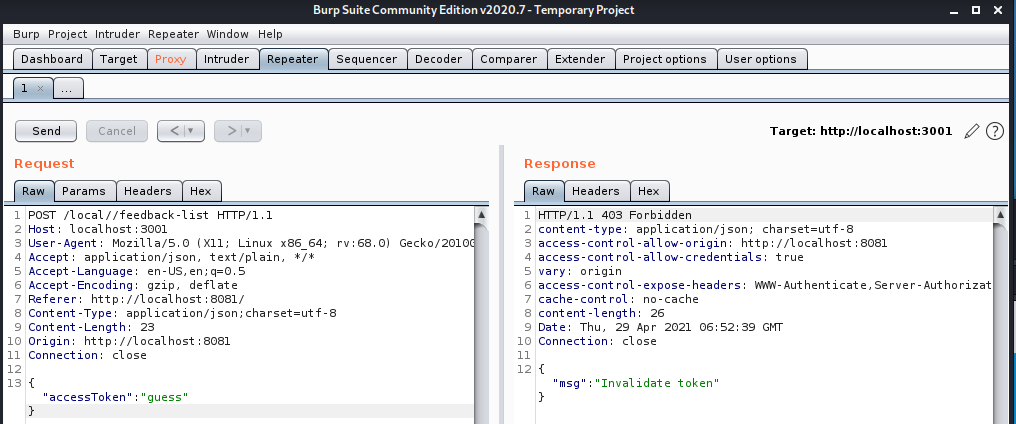 Burp Suite Community Edition v2020.7 - Temporary Project
Burp Project Intruder Repeater Window Help
Dashboard Target Proxy Intruder Repeater Sequencer Decoder Comparer Extender Project options User options
1 × ...
Send Cancel < | ▾ > | ▾ Target: http://localhost:3001 ?
Request
Raw Params Headers Hex
1 POST /local//feedback-list HTTP/1.1
2 Host: localhost:3001
3 User-Agent: Mozilla/5.0 (X11; Linux x86_64; rv:68.0) Gecko/20100
4 Accept: application/json, text/plain, */*
5 Accept-Language: en-US,en;q=0.5
6 Accept-Encoding: gzip, deflate
7 Referer: http://localhost:8081/
8 Content-Type: application/json;charset=utf-8
9 Content-Length: 23
10 Origin: http://localhost:8081
11 Connection: close
12
13 {
"accessToken":"guess"
}
Response
Raw Headers Hex
1 HTTP/1.1 403 Forbidden
2 content-type: application/json; charset=utf-8
3 access-control-allow-origin: http://localhost:8081
4 access-control-allow-credentials: true
5 vary: origin
6 access-control-expose-headers: WWW-Authenticate,Server-Authorizat
7 cache-control: no-cache
8 content-length: 26
9 Date: Thu, 29 Apr 2021 06:52:39 GMT
10 Connection: close
11
12 {
"msg":"Invalidate token"
}